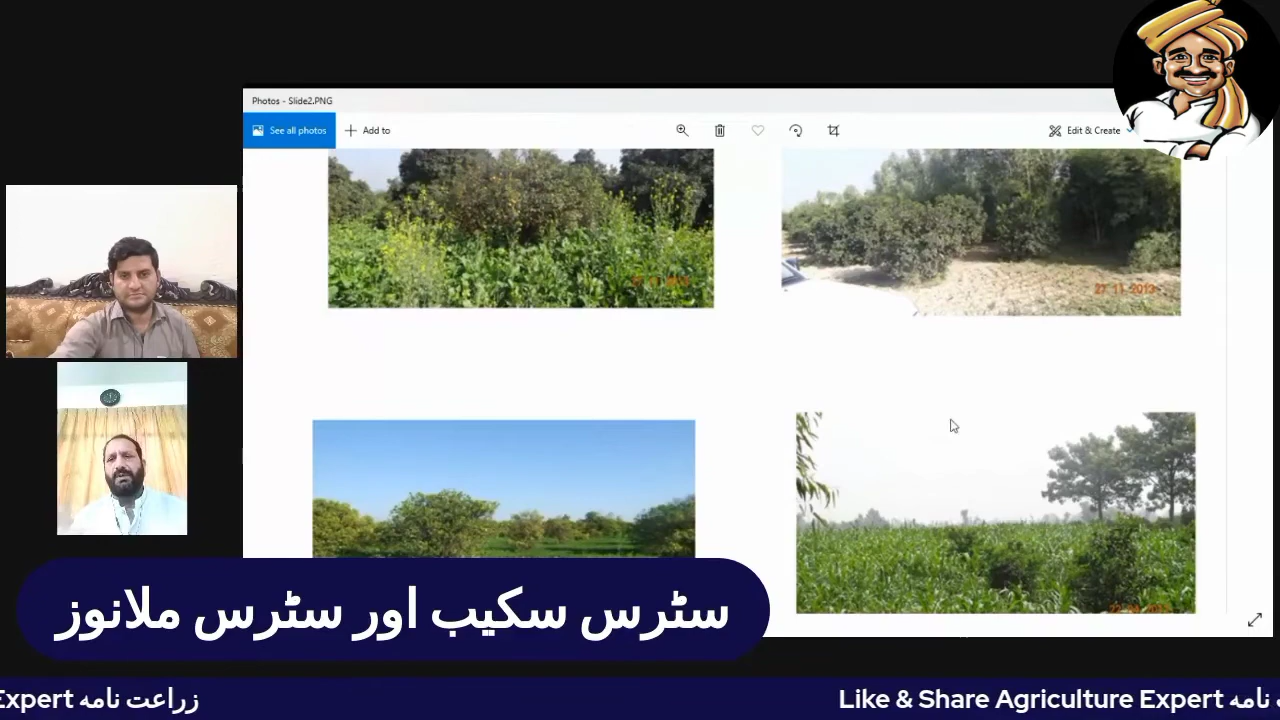 Photos - Slide2.PNG
See all photos
Add to
Edit & Create
27 11 2013
سٹرس سکیب اور سٹرس ملانوز
Expert زراعت نامہ
Like & Share Agriculture Expert نامہ